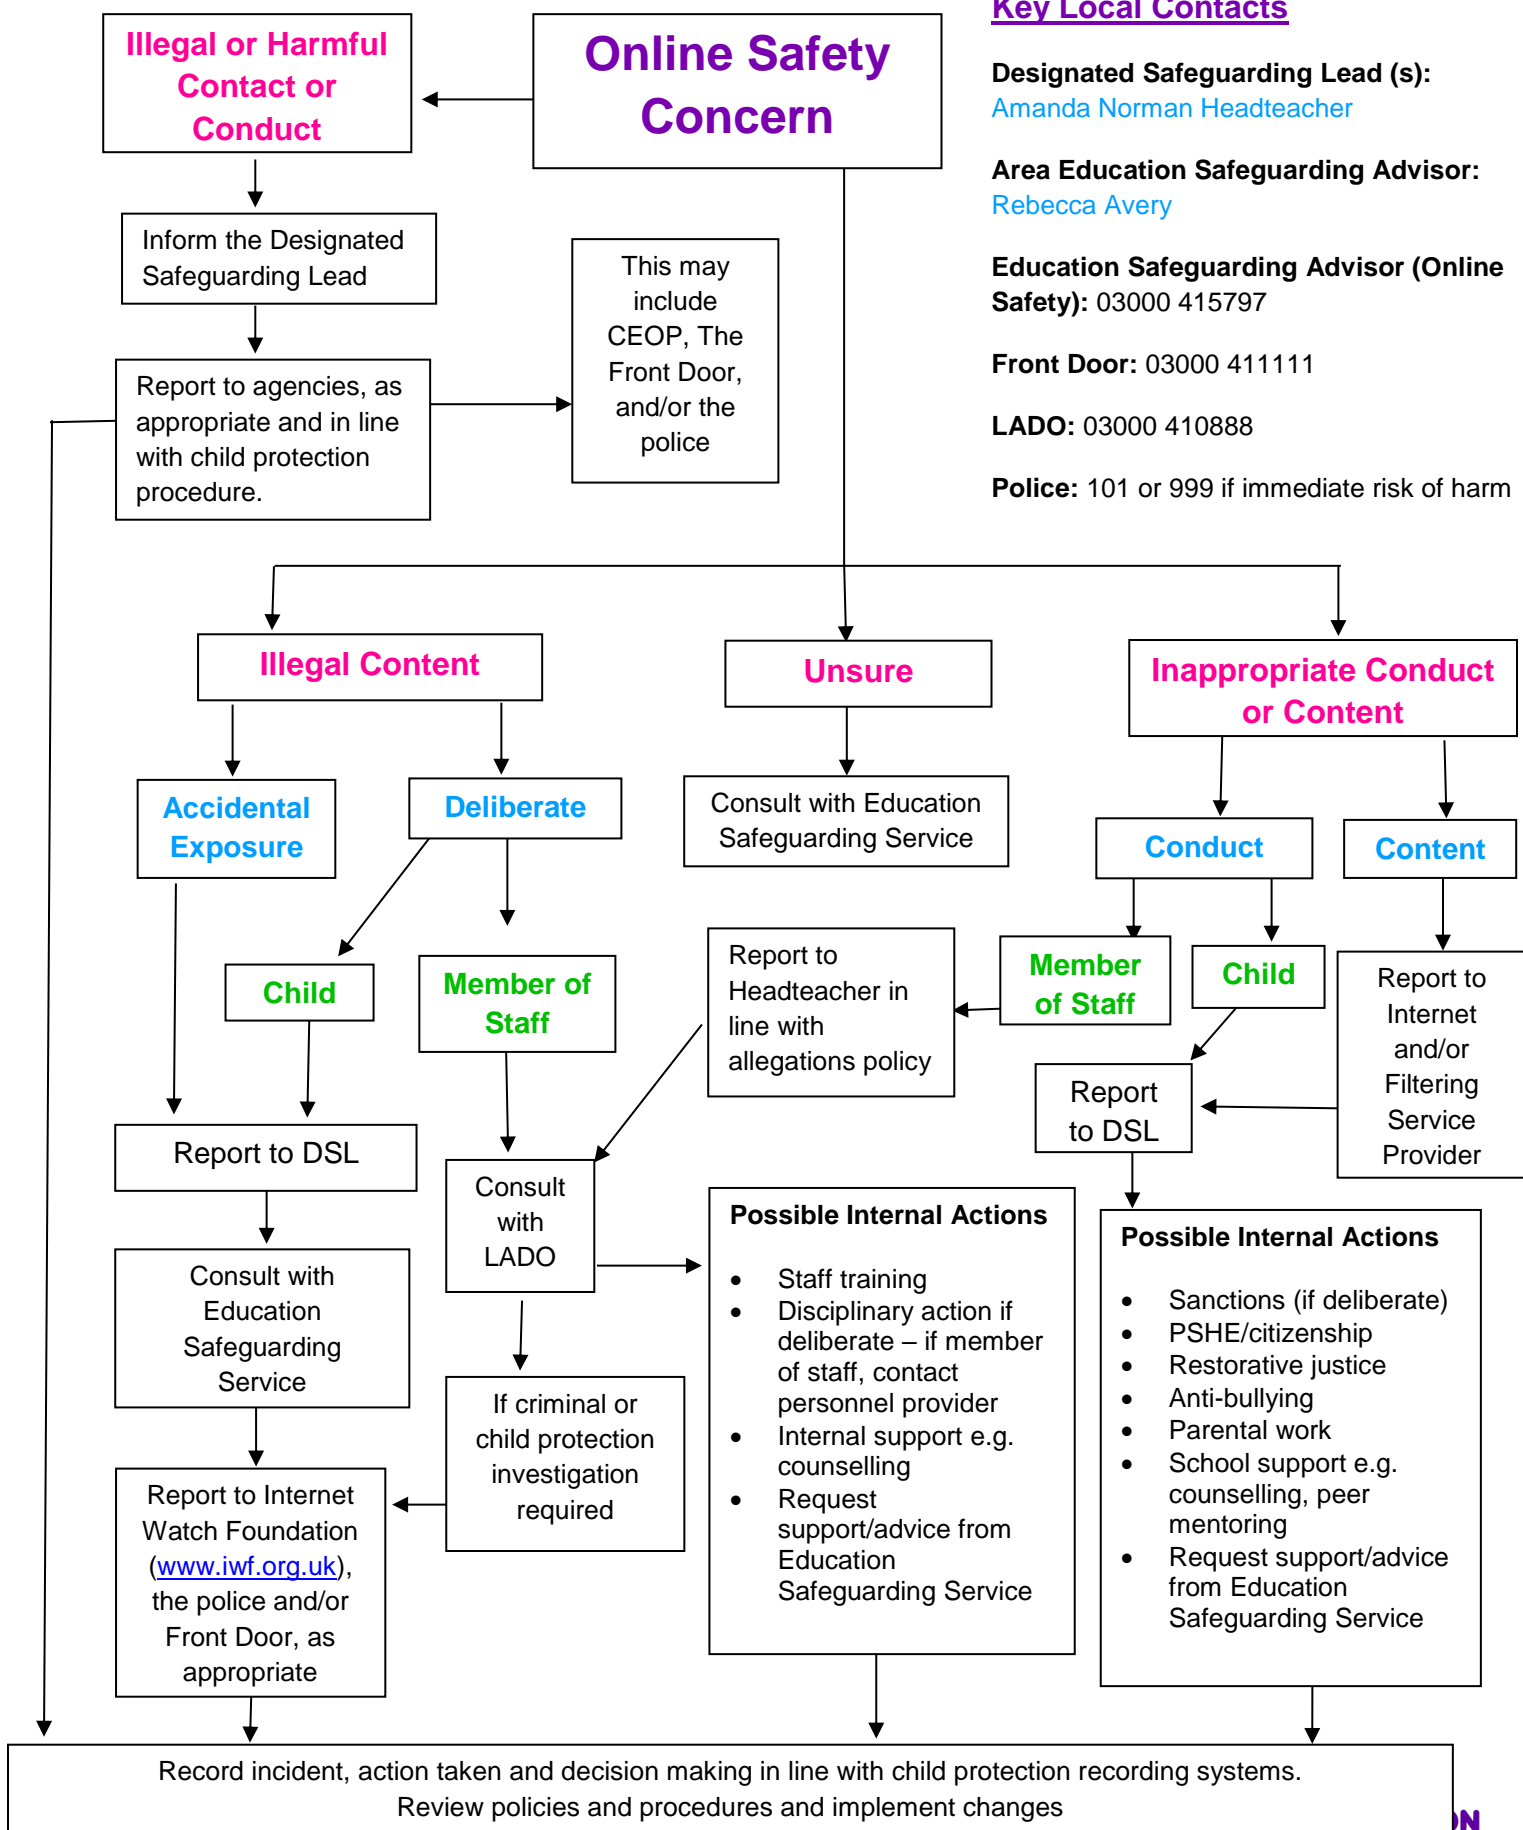 Key Local Contacts
Illegal or Harmful
Contact or
Conduct
Online Safety
Concern
Designated Safeguarding Lead (s):
Amanda Norman Headteacher
Area Education Safeguarding Advisor:
Rebecca Avery
Education Safeguarding Advisor (Online
Safety): 03000 415797
Front Door: 03000 411111
LADO: 03000 410888
Police: 101 or 999 if immediate risk of harm
Inform the Designated
Safeguarding Lead
Report to agencies, as
appropriate and in line
with child protection
procedure.
This may
include
CEOP, The
Front Door,
and/or the
police
Illegal Content
Unsure
Inappropriate Conduct
or Content
Accidental
Exposure
Deliberate
Consult with Education
Safeguarding Service
Conduct
Content
Child
Member of
Staff
Report to
Headteacher in
line with
allegations policy
Member
of Staff
Child
Report to
Internet
and/or
Filtering
Service
Provider
Report to DSL
Report
to DSL
Consult
with
LADO
Consult with
Education
Safeguarding
Service
If criminal or
child protection
investigation
required
Report to Internet
Watch Foundation
(www.iwf.org.uk),
the police and/or
Front Door, as
appropriate
Possible Internal Actions
• Staff training
• Disciplinary action if
deliberate – if member
of staff, contact
personnel provider
• Internal support e.g.
counselling
• Request
support/advice from
Education
Safeguarding Service
Possible Internal Actions
• Sanctions (if deliberate)
• PSHE/citizenship
• Restorative justice
• Anti-bullying
• Parental work
• School support e.g.
counselling, peer
mentoring
• Request support/advice
from Education
Safeguarding Service
Record incident, action taken and decision making in line with child protection recording systems.
Review policies and procedures and implement changes